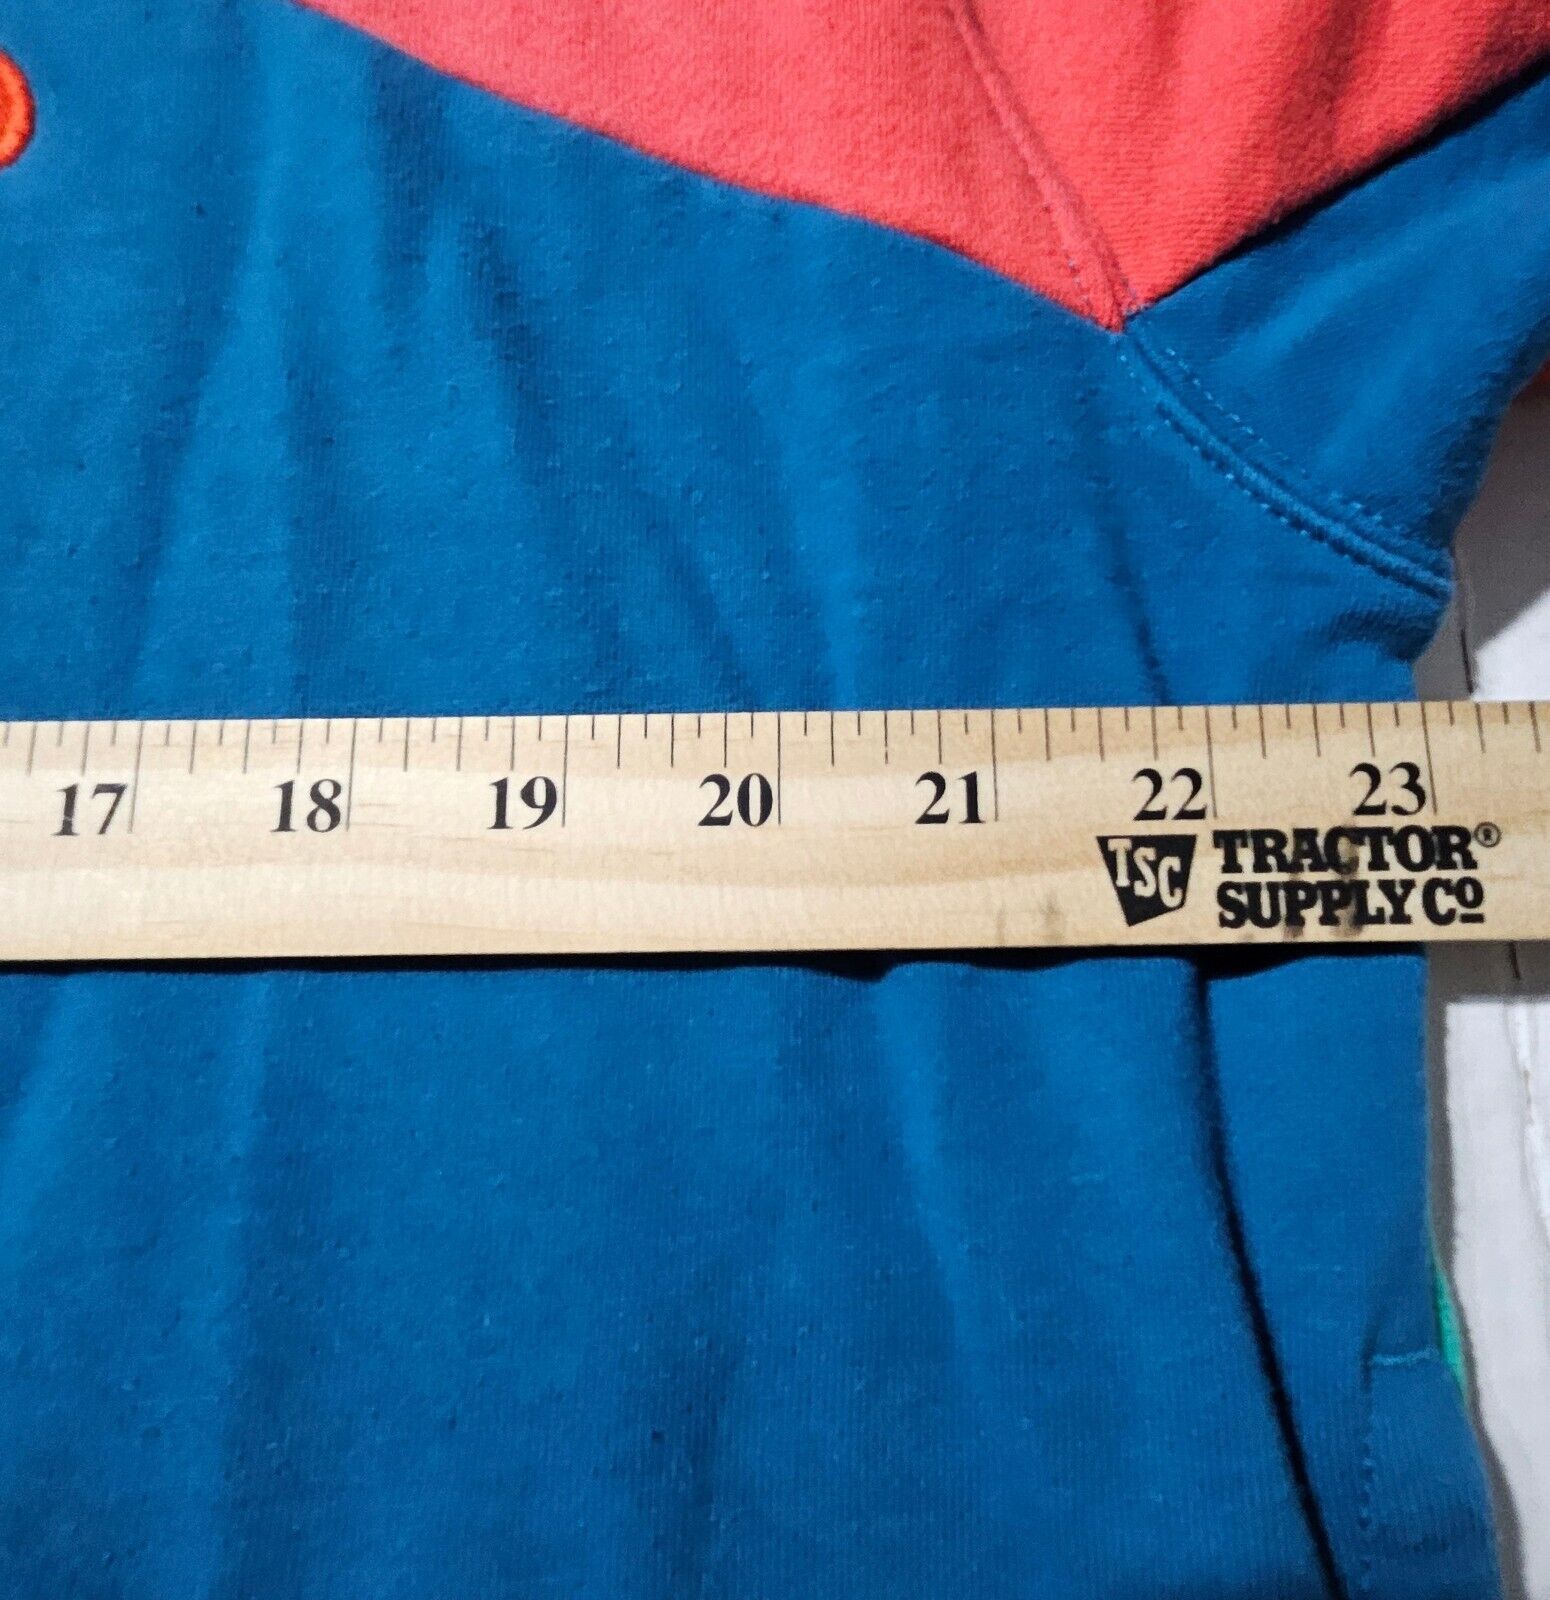 17 18 19 20 21 22 23
TSC TRACTOR®
SUPPLY Co